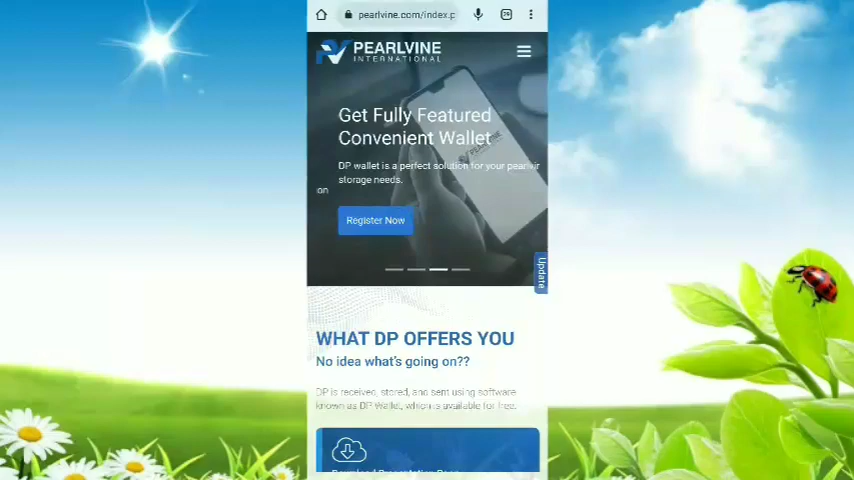 pearlvine.com/index.p
29
PEARLVINE
INTERNATIONAL
Get Fully Featured
Convenient Wallet
DP wallet is a perfect solution for your pearlvir
storage needs.
on
Register Now
Update
WHAT DP OFFERS YOU
No idea what's going on??
DP is received, stored, and sent using software
known as DP Wallet, which is available for free.